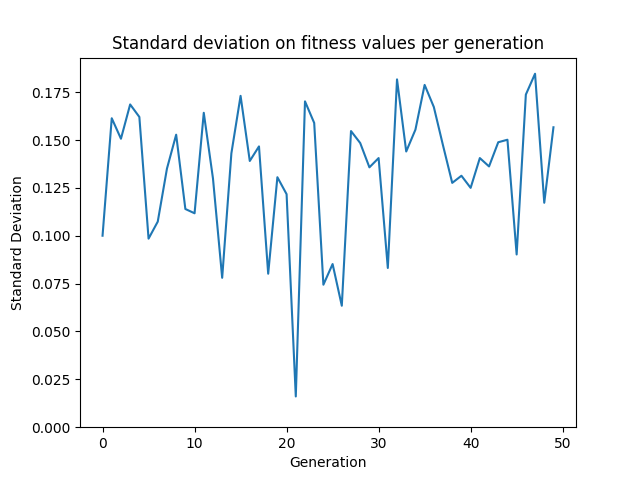 Standard deviation on fitness values per generation
0.175
0.150
0.125
0.100
0.075
0.050
0.025
0.000
Standard Deviation
0 10 20 30 40 50
Generation